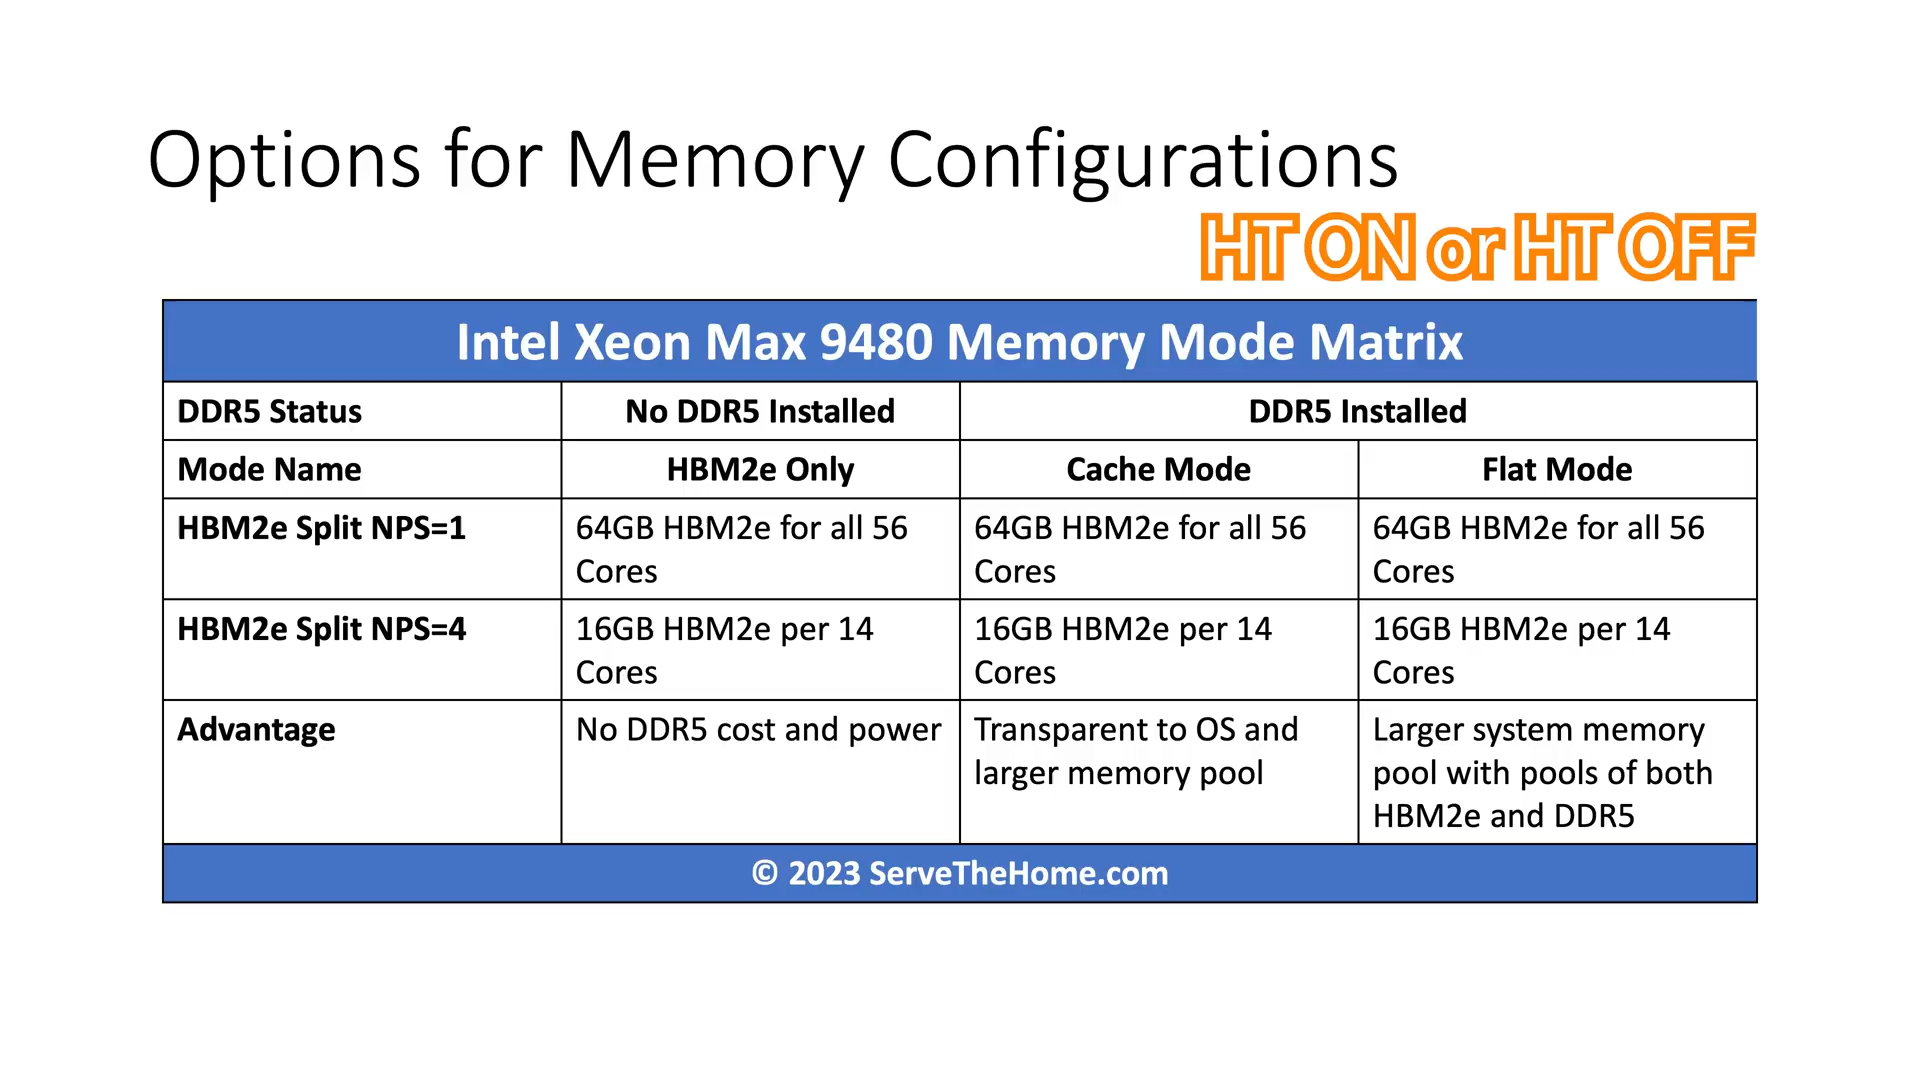 Options for Memory Configurations
HT ON or HT OFF
Intel Xeon Max 9480 Memory Mode Matrix
DDR5 Status
No DDR5 Installed
DDR5 Installed
Mode Name
HBM2e Only
Cache Mode
Flat Mode
HBM2e Split NPS=1
64GB HBM2e for all 56
Cores
64GB HBM2e for all 56
Cores
64GB HBM2e for all 56
Cores
HBM2e Split NPS=4
16GB HBM2e per 14
Cores
16GB HBM2e per 14
Cores
16GB HBM2e per 14
Cores
Advantage
No DDR5 cost and power
Transparent to OS and
larger memory pool
Larger system memory
pool with pools of both
HBM2e and DDR5
© 2023 ServeTheHome.com